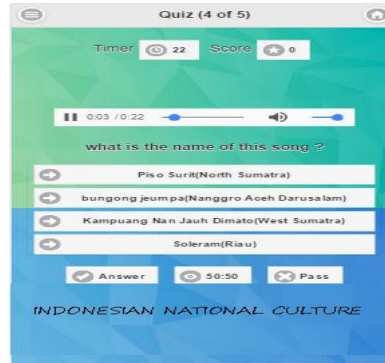 Quiz (4 of 5)
Timer 22 Score 0
0:03 / 0:22
what is the name of this song ?
Piso Surit(North Sumatra)
bungong jeumpa(Nanggro Aceh Darusalam)
Kampuang Nan Jauh Dimato(West Sumatra)
Soleram(Riau)
Answer 50:50 Pass
INDONESIAN NATIONAL CULTURE